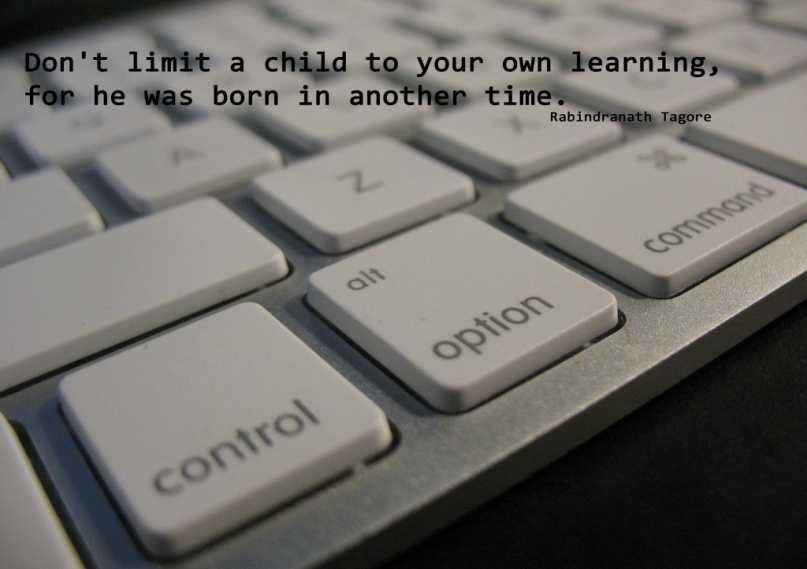 Don't limit a child to your own learning,
for he was born in another time.
Rabindranath Tagore
A
Z
X
⌘
command
alt
option
control